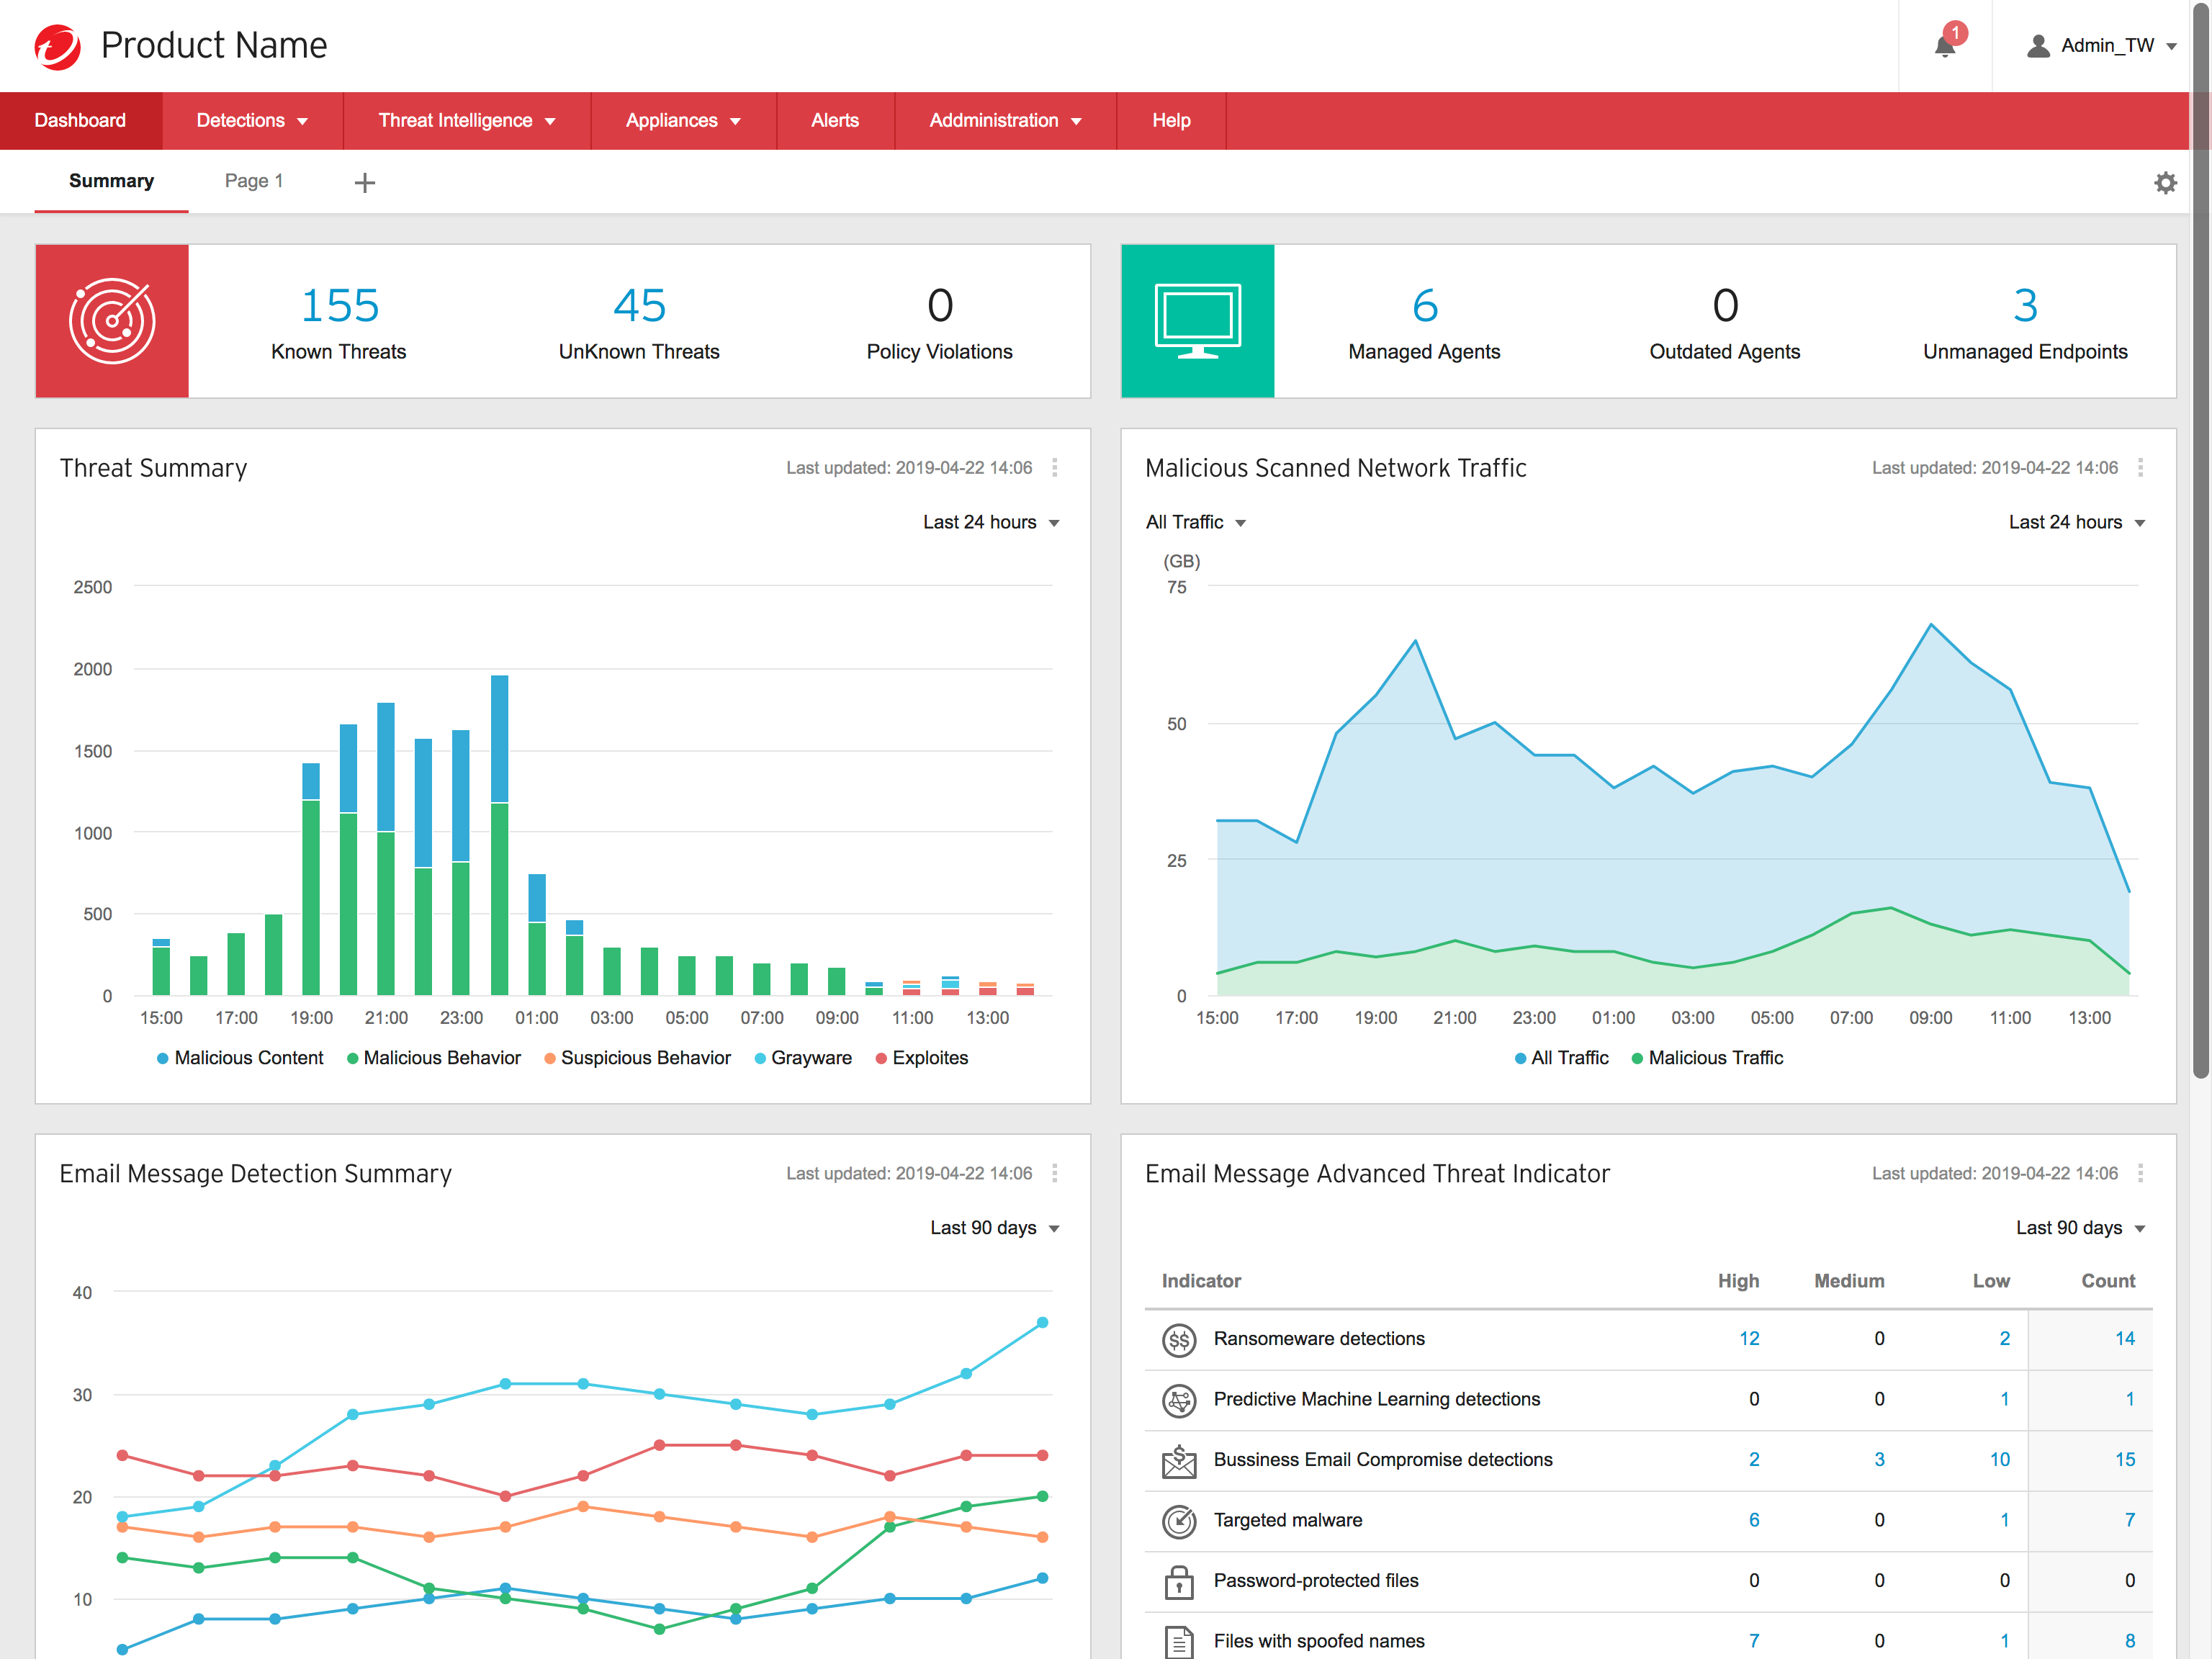 Product Name
1
Admin_TW
Dashboard
Detections
Threat Intelligence
Appliances
Alerts
Addministration
Help
Summary
Page 1
155
Known Threats
45
UnKnown Threats
0
Policy Violations
6
Managed Agents
0
Outdated Agents
3
Unmanaged Endpoints
Threat Summary
Last updated: 2019-04-22 14:06
Last 24 hours
2500
2000
1500
1000
500
0
15:00 17:00 19:00 21:00 23:00 01:00 03:00 05:00 07:00 09:00 11:00 13:00
Malicious Content Malicious Behavior Suspicious Behavior Grayware Exploites
Malicious Scanned Network Traffic
Last updated: 2019-04-22 14:06
All Traffic
Last 24 hours
(GB)
75
50
25
0
15:00 17:00 19:00 21:00 23:00 01:00 03:00 05:00 07:00 09:00 11:00 13:00
All Traffic Malicious Traffic
Email Message Detection Summary
Last updated: 2019-04-22 14:06
Last 90 days
40
30
20
10
Email Message Advanced Threat Indicator
Last updated: 2019-04-22 14:06
Last 90 days
Indicator High Medium Low Count
$$ Ransomeware detections 12 0 2 14
Predictive Machine Learning detections 0 0 1 1
$ Bussiness Email Compromise detections 2 3 10 15
Targeted malware 6 0 1 7
Password-protected files 0 0 0 0
Files with spoofed names 7 0 1 8